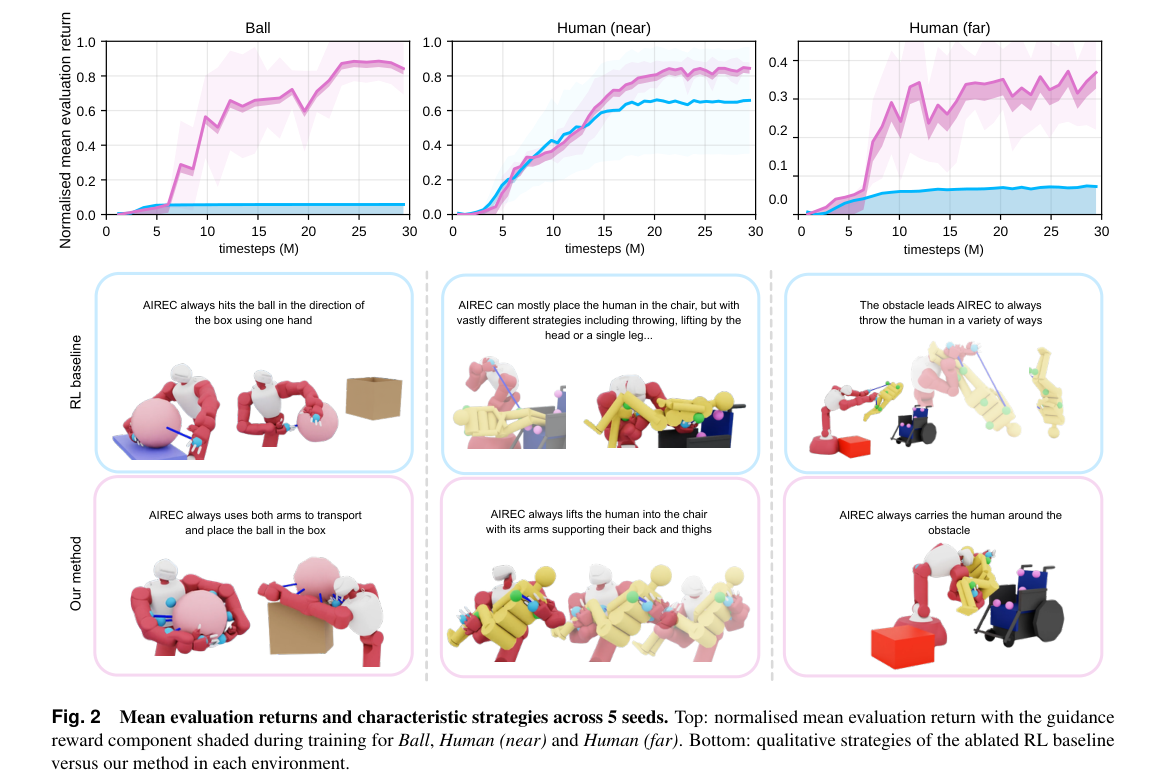 Ball
Human (near)
Human (far)
Normalised mean evaluation return
1.0
0.8
0.6
0.4
0.2
0.0
0
5
10
15
20
25
30
timesteps (M)
1.0
0.8
0.6
0.4
0.2
0.0
0
5
10
15
20
25
30
timesteps (M)
0.4
0.3
0.2
0.1
0.0
0
5
10
15
20
25
30
timesteps (M)
RL baseline
AIREC always hits the ball in the direction of
the box using one hand
AIREC can mostly place the human in the chair, but with
vastly different strategies including throwing, lifting by the
head or a single leg...
The obstacle leads AIREC to always
throw the human in a variety of ways
Our method
AIREC always uses both arms to transport
and place the ball in the box
AIREC always lifts the human into the chair
with its arms supporting their back and thighs
AIREC always carries the human around the
obstacle
Fig. 2 Mean evaluation returns and characteristic strategies across 5 seeds. Top: normalised mean evaluation return with the guidance
reward component shaded during training for Ball, Human (near) and Human (far). Bottom: qualitative strategies of the ablated RL baseline
versus our method in each environment.